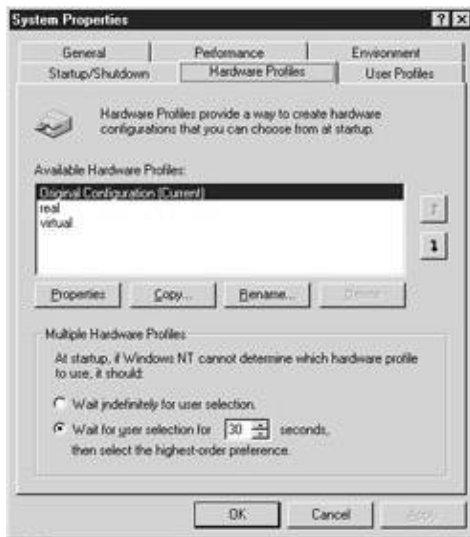 System Properties
General Performance Environment
Startup/Shutdown Hardware Profiles User Profiles
Hardware Profiles provide a way to create hardware
configurations that you can choose from at startup.
Available Hardware Profiles:
Original Configuration (Current)
real
virtual
Properties Copy... Rename... Delete
Multiple Hardware Profiles
At startup, if Windows NT cannot determine which hardware profile
to use, it should:
Wait indefinitely for user selection.
Wait for user selection for 30 seconds,
then select the highest-order preference.
OK Cancel Apply